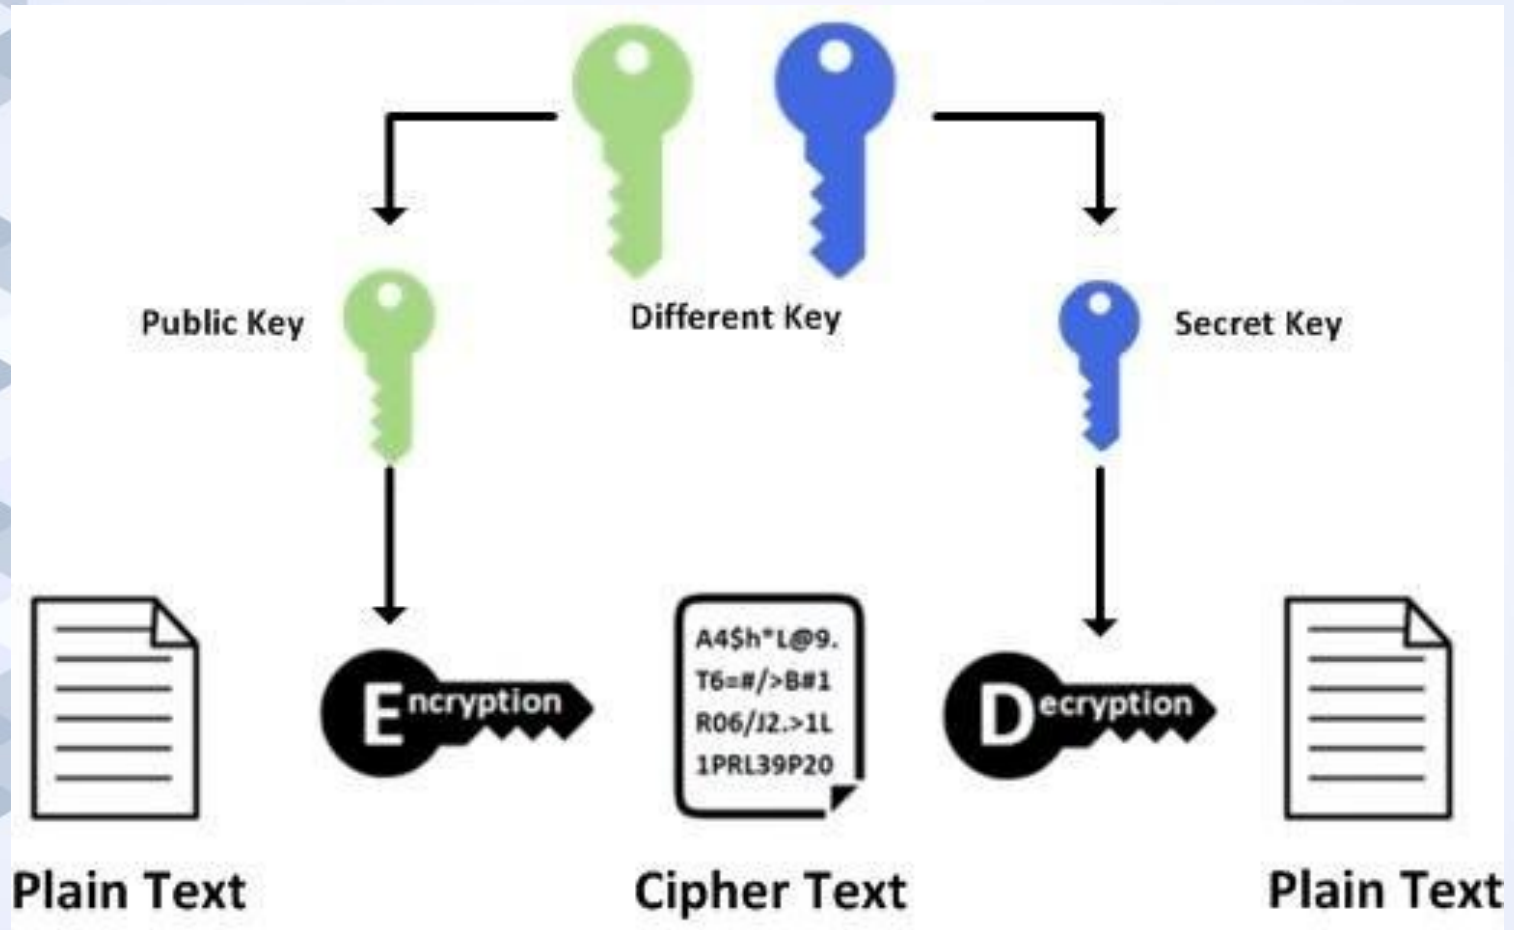 Public Key
Different Key
Secret Key
Encryption
A4$h*L@9.
T6=#/>B#1
R06/J2.>1L
1PRL39P20
Decryption
Plain Text
Cipher Text
Plain Text